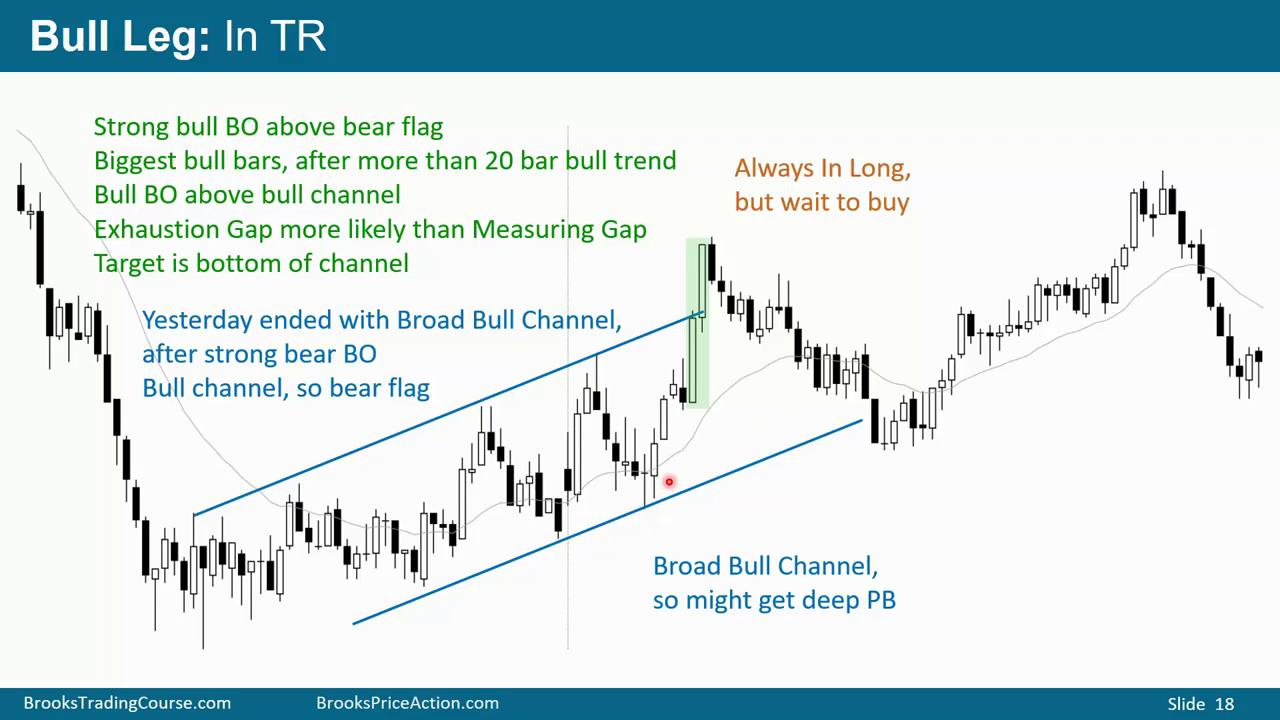 Bull Leg: In TR
Strong bull BO above bear flag
Biggest bull bars, after more than 20 bar bull trend
Bull BO above bull channel
Exhaustion Gap more likely than Measuring Gap
Target is bottom of channel
Always In Long,
but wait to buy
Yesterday ended with Broad Bull Channel,
after strong bear BO
Bull channel, so bear flag
Broad Bull Channel,
so might get deep PB
BrooksTradingCourse.com
BrooksPriceAction.com
Slide 18